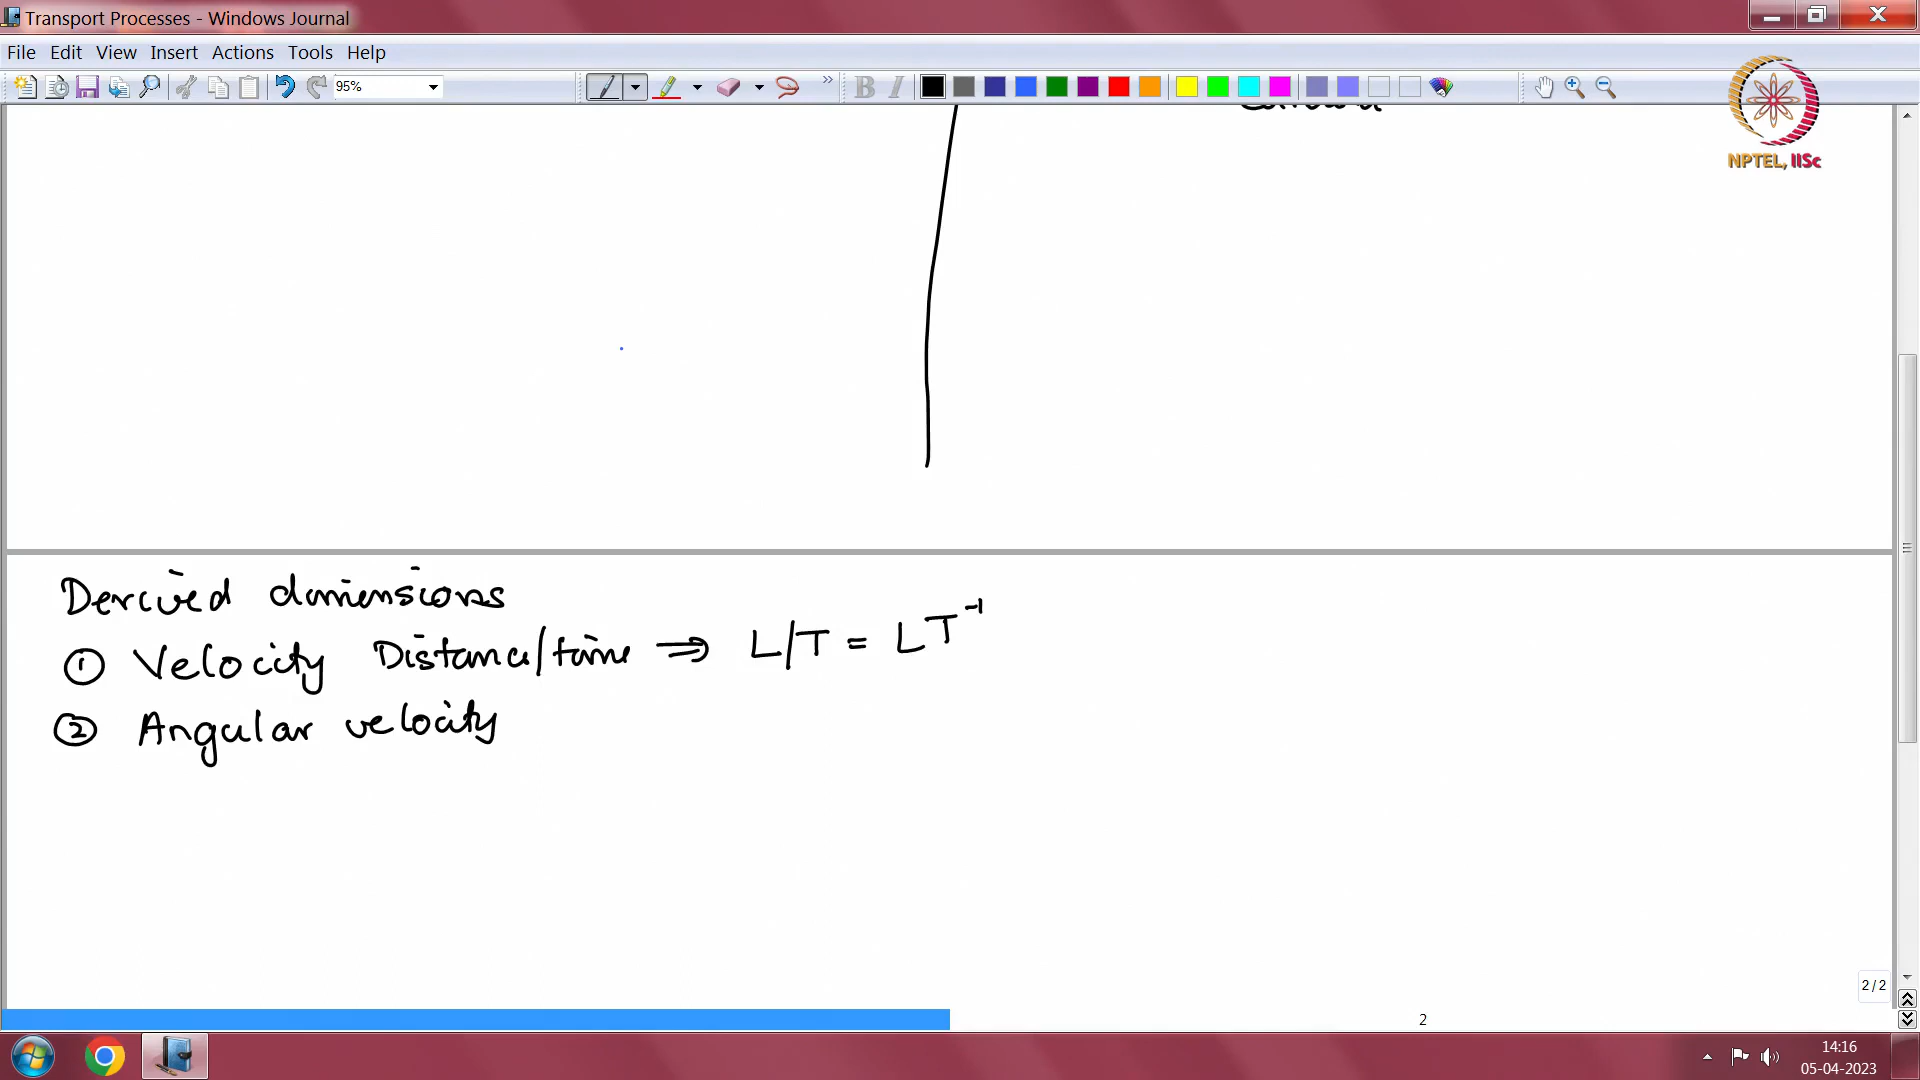 Transport Processes - Windows Journal
File Edit View Insert Actions Tools Help
95%
B I
NPTEL, IISc
Derived dimensions
① Velocity Distance/time ⇒ L/T = LT⁻¹
② Angular velocity
2 / 2
2
14:16
05-04-2023